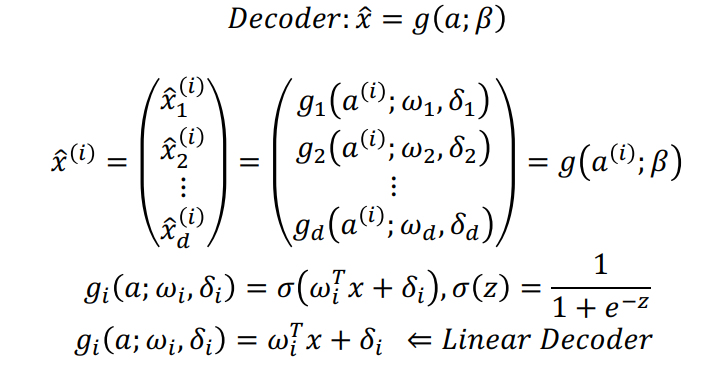 Decoder: x̂ = g(a; β)
x̂⁽ⁱ⁾ = (x̂₁⁽ⁱ⁾ x̂₂⁽ⁱ⁾ ⋮ x̂_d⁽ⁱ⁾) = (g₁(a⁽ⁱ⁾; ω₁, δ₁) g₂(a⁽ⁱ⁾; ω₂, δ₂) ⋮ g_d(a⁽ⁱ⁾; ω_d, δ_d)) = g(a⁽ⁱ⁾; β)
gᵢ(a; ωᵢ, δᵢ) = σ(ωᵢᵀx + δᵢ), σ(z) = 1 / (1 + e⁻ᶻ)
gᵢ(a; ωᵢ, δᵢ) = ωᵢᵀx + δᵢ ⇐ Linear Decoder